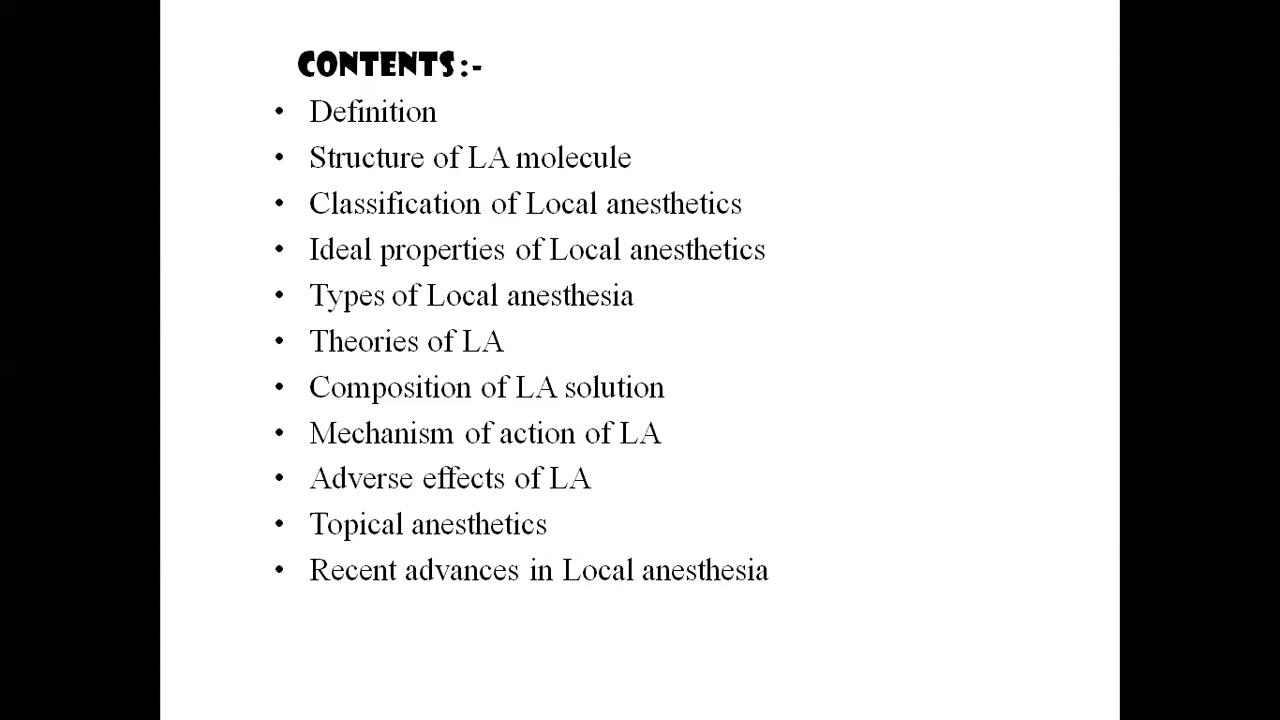 CONTENTS:-
• Definition
• Structure of LA molecule
• Classification of Local anesthetics
• Ideal properties of Local anesthetics
• Types of Local anesthesia
• Theories of LA
• Composition of LA solution
• Mechanism of action of LA
• Adverse effects of LA
• Topical anesthetics
• Recent advances in Local anesthesia